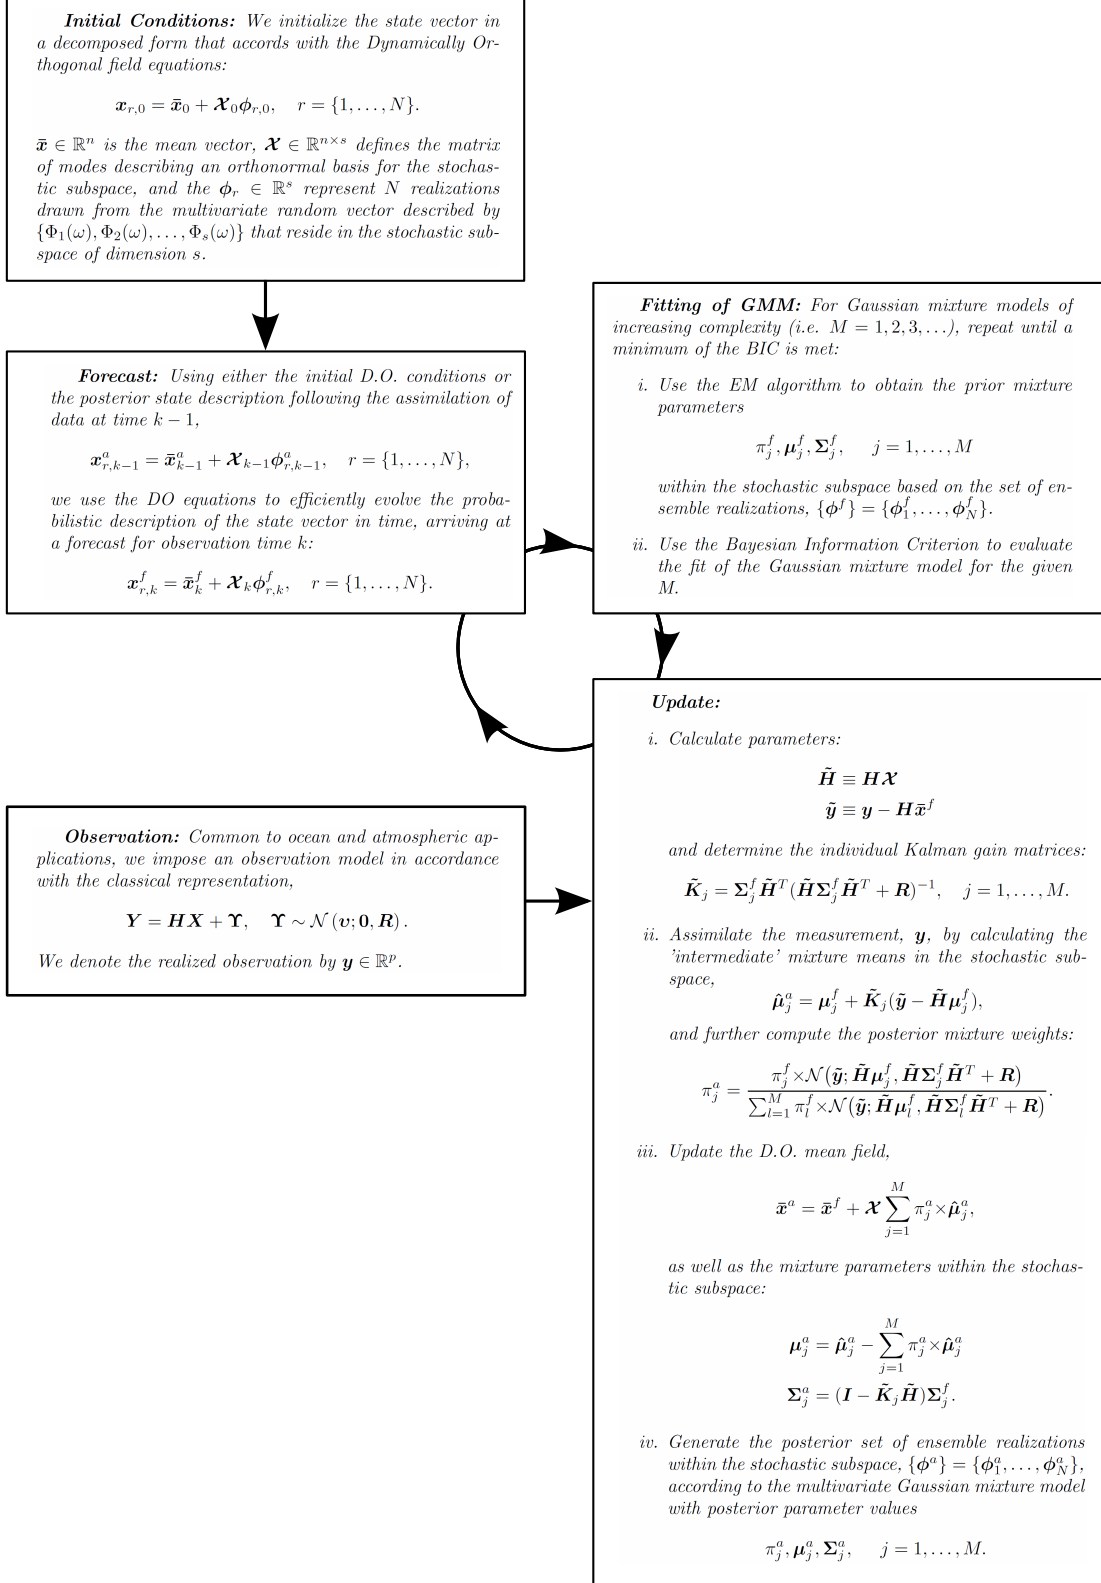 Initial Conditions: We initialize the state vector in
a decomposed form that accords with the Dynamically Or-
thogonal field equations:
𝒙_{r,0} = 𝒙̄_0 + 𝓧_0 ϕ_{r,0},   r = {1, . . . , N}.
𝒙̄ ∈ ℝ^n is the mean vector, 𝓧 ∈ ℝ^{n×s} defines the matrix
of modes describing an orthonormal basis for the stochas-
tic subspace, and the ϕ_r ∈ ℝ^s represent N realizations
drawn from the multivariate random vector described by
{Φ_1(ω), Φ_2(ω), . . . , Φ_s(ω)} that reside in the stochastic sub-
space of dimension s.
Forecast: Using either the initial D.O. conditions or
the posterior state description following the assimilation of
data at time k − 1,
𝒙^a_{r,k−1} = 𝒙̄^a_{k−1} + 𝓧_{k−1} ϕ^a_{r,k−1},   r = {1, . . . , N},
we use the DO equations to efficiently evolve the proba-
bilistic description of the state vector in time, arriving at
a forecast for observation time k:
𝒙^f_{r,k} = 𝒙̄^f_k + 𝓧_k ϕ^f_{r,k},   r = {1, . . . , N}.
Fitting of GMM: For Gaussian mixture models of
increasing complexity (i.e. M = 1, 2, 3, . . .), repeat until a
minimum of the BIC is met:
i. Use the EM algorithm to obtain the prior mixture
parameters
π^f_j, μ^f_j, Σ^f_j,   j = 1, . . . , M
within the stochastic subspace based on the set of en-
semble realizations, {ϕ^f} = {ϕ^f_1, . . . , ϕ^f_N}.
ii. Use the Bayesian Information Criterion to evaluate
the fit of the Gaussian mixture model for the given
M.
Observation: Common to ocean and atmospheric ap-
plications, we impose an observation model in accordance
with the classical representation,
𝒀 = 𝑯𝑿 + ϒ,   ϒ ∼ 𝒩(𝝊; 𝟎, 𝑹).
We denote the realized observation by 𝒚 ∈ ℝ^p.
Update:
i. Calculate parameters:
𝑯̃ ≡ 𝑯𝓧
𝒚̃ ≡ 𝒚 − 𝑯𝒙̄^f
and determine the individual Kalman gain matrices:
𝑲̃_j = Σ^f_j 𝑯̃^T (𝑯̃ Σ^f_j 𝑯̃^T + 𝑹)^{−1},   j = 1, . . . , M.
ii. Assimilate the measurement, 𝒚, by calculating the
'intermediate' mixture means in the stochastic sub-
space,
μ̂^a_j = μ^f_j + 𝑲̃_j(𝒚̃ − 𝑯̃ μ^f_j),
and further compute the posterior mixture weights:
π^a_j = \frac{π^f_j × 𝒩(𝒚̃; 𝑯̃ μ^f_j, 𝑯̃ Σ^f_j 𝑯̃^T + 𝑹)}{∑_{l=1}^{M} π^f_l × 𝒩(𝒚̃; 𝑯̃ μ^f_l, 𝑯̃ Σ^f_l 𝑯̃^T + 𝑹)}.
iii. Update the D.O. mean field,
𝒙̄^a = 𝒙̄^f + 𝓧 ∑_{j=1}^{M} π^a_j × μ̂^a_j,
as well as the mixture parameters within the stochas-
tic subspace:
μ^a_j = μ̂^a_j − ∑_{j=1}^{M} π^a_j × μ̂^a_j
Σ^a_j = (𝑰 − 𝑲̃_j 𝑯̃)Σ^f_j.
iv. Generate the posterior set of ensemble realizations
within the stochastic subspace, {ϕ^a} = {ϕ^a_1, . . . , ϕ^a_N},
according to the multivariate Gaussian mixture model
with posterior parameter values
π^a_j, μ^a_j, Σ^a_j,   j = 1, . . . , M.